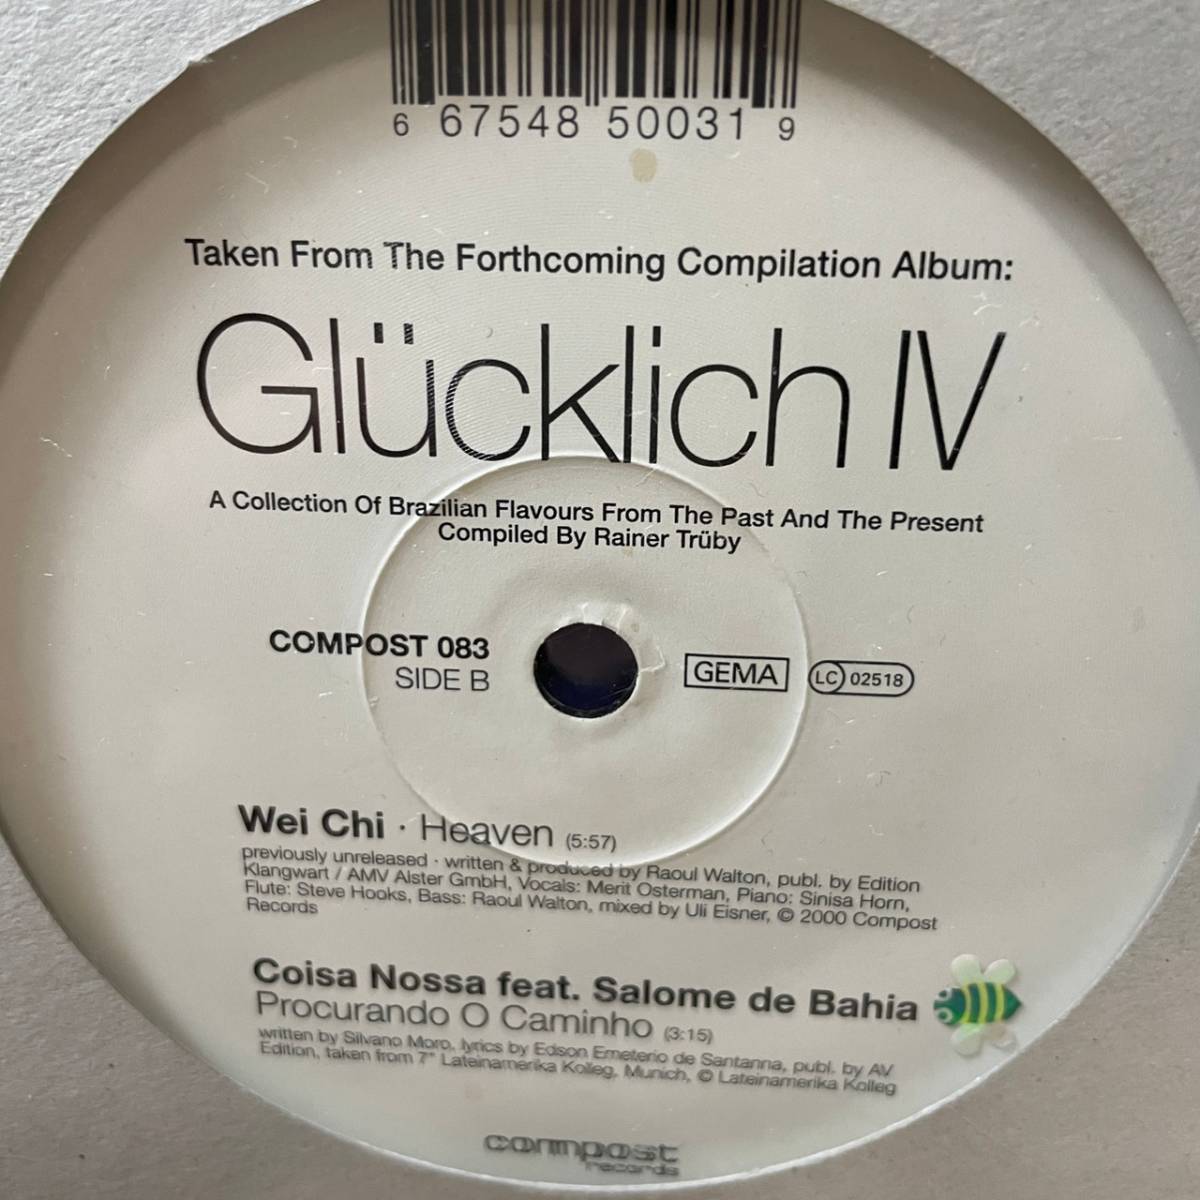 6 67548 50031 9
Taken From The Forthcoming Compilation Album:
Glücklich IV
A Collection Of Brazilian Flavours From The Past And The Present
Compiled By Rainer Trüby
COMPOST 083
SIDE B
GEMA
LC 02518
Wei Chi · Heaven (5:57)
previously unreleased · written & produced by Raoul Walton, publ. by Edition
Klangwart / AMV Alster GmbH, Vocals: Merit Osterman, Piano: Sinisa Horn,
Flute: Steve Hooks, Bass: Raoul Walton, mixed by Uli Eisner, © 2000 Compost
Records
Coisa Nossa feat. Salome de Bahia
Procurando O Caminho (3:15)
written by Silvano Moro, lyrics by Edson Emeterio de Santanna, publ. by AV
Edition, taken from 7" Lateinamerika Kolleg, Munich, © Lateinamerika Kolleg
compost
records